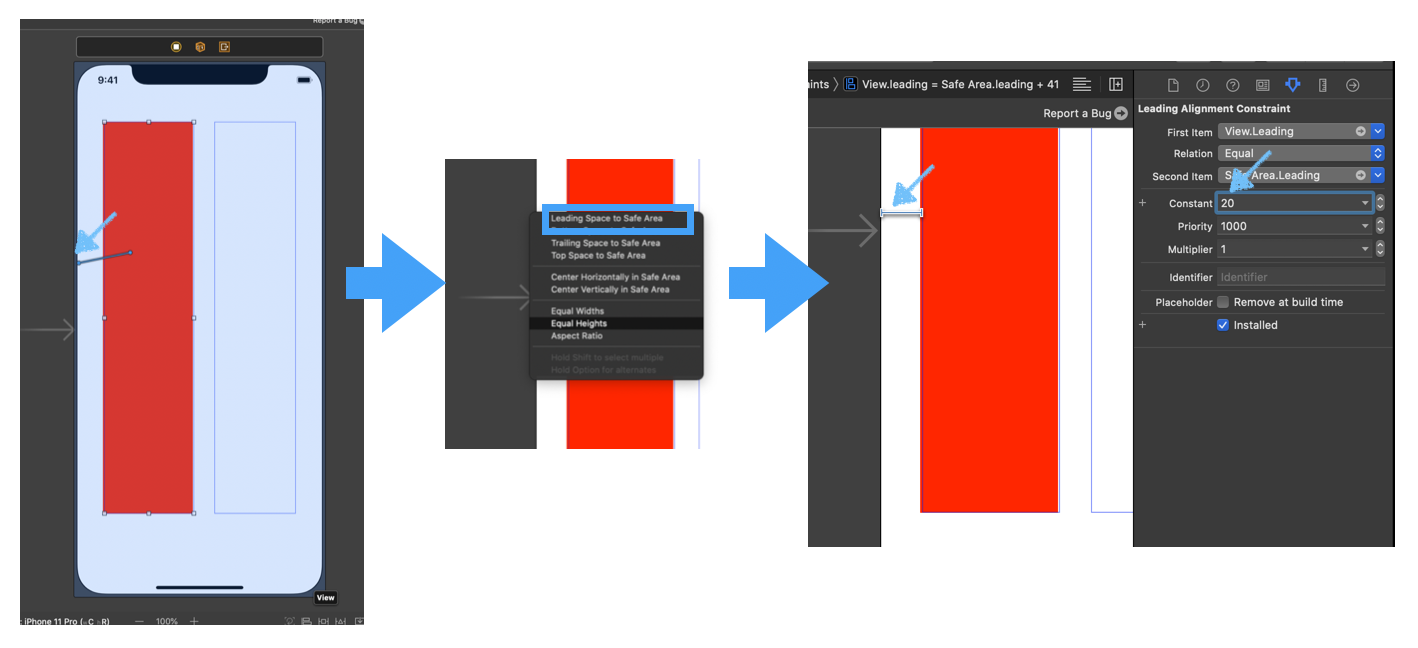 Report a Bug
9:41
View
: iPhone 11 Pro (wC hR)
100%
Leading Space to Safe Area
Trailing Space to Safe Area
Top Space to Safe Area
Center Horizontally in Safe Area
Center Vertically in Safe Area
Equal Widths
Equal Heights
Aspect Ratio
Hold Shift to select multiple
Hold Option for alternates
aints View.leading = Safe Area.leading + 41
Report a Bug
Leading Alignment Constraint
First Item View.Leading
Relation Equal
Second Item Safe Area.Leading
+ Constant 20
Priority 1000
Multiplier 1
Identifier Identifier
Placeholder Remove at build time
+ Installed